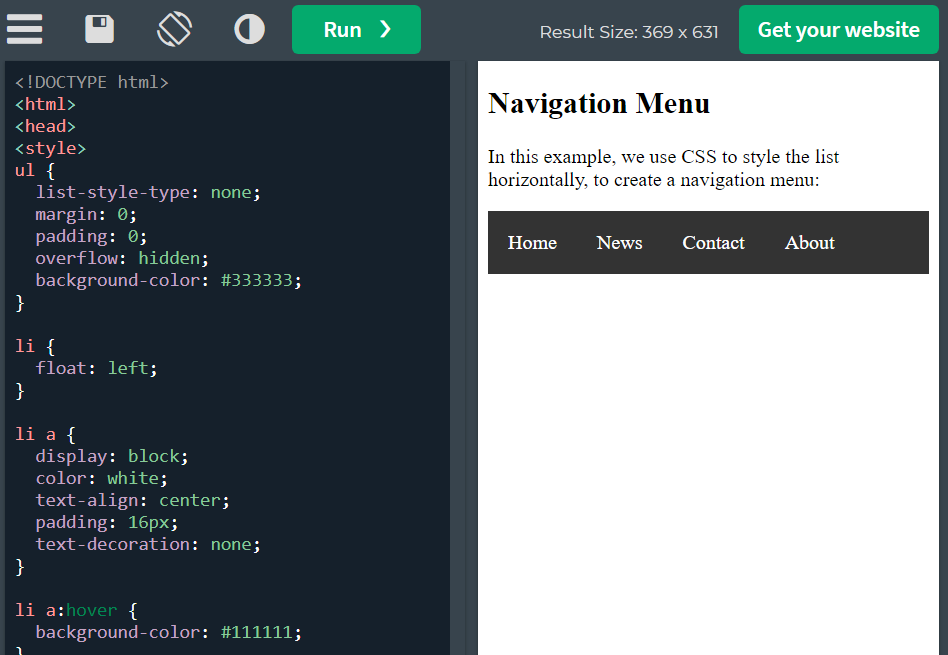 Run ❯
Result Size: 369 x 631
Get your website
<!DOCTYPE html>
<html>
<head>
<style>
ul {
  list-style-type: none;
  margin: 0;
  padding: 0;
  overflow: hidden;
  background-color: #333333;
}

li {
  float: left;
}

li a {
  display: block;
  color: white;
  text-align: center;
  padding: 16px;
  text-decoration: none;
}

li a:hover {
  background-color: #111111;
}
Navigation Menu
In this example, we use CSS to style the list
horizontally, to create a navigation menu:
Home News Contact About